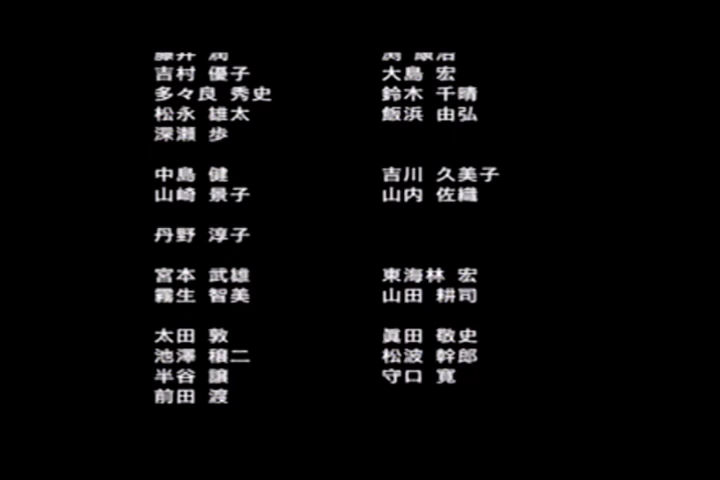 吉村 優子 大島 宏
多々良 秀史 鈴木 千晴
松永 雄太 飯浜 由弘
深瀬 歩
中島 健 吉川 久美子
山崎 景子 山内 佐織
丹野 淳子
宮本 武雄 東海林 宏
霧生 智美 山田 耕司
太田 敦 眞田 敬史
池澤 穣二 松波 幹郎
半谷 譲 守口 寛
前田 渡